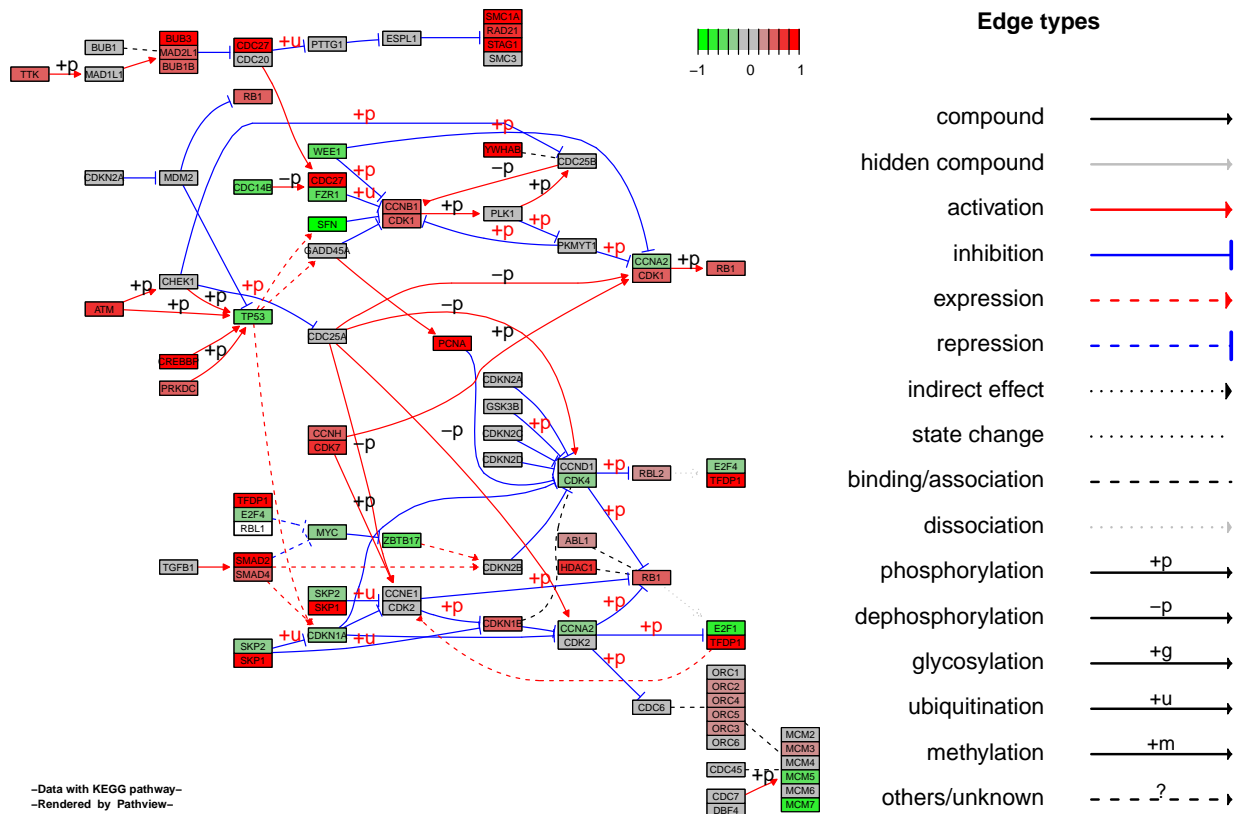 Edge types
compound
hidden compound
activation
inhibition
expression
repression
indirect effect
state change
binding/association
dissociation
phosphorylation +p
dephosphorylation −p
glycosylation +g
ubiquitination +u
methylation +m
others/unknown ?
−1 0 1
SMC1A
RAD21
STAG1
SMC3
BUB1
BUB3
MAD2L1
BUB1B
CDC27
CDC20
+u
PTTG1
ESPL1
TTK
+p
MAD1L1
RB1
+p
+p
WEE1
YWHAB
CDC25B
CDKN2A
MDM2
CDC14B
−p
CDC27
FZR1
+p
+u
−p
+p
CCNB1
CDK1
+p
PLK1
SFN
GADD45A
+p
PKMYT1
+p
CCNA2
CDK1
+p
RB1
CHEK1
+p
+p
+p
−p
ATM
+p
TP53
−p
CDC25A
+p
PCNA
CREBBP
+p
PRKDC
CDKN2A
GSK3B
CDKN2C
CDKN2D
+p
−p
CCNH
CDK7
−p
+p
CCND1
CDK4
+p
RBL2
E2F4
TFDP1
+p
TFDP1
E2F4
RBL1
MYC
ZBTB17
ABL1
HDAC1
RB1
TGFB1
SMAD2
SMAD4
CDKN2B
SKP2
SKP1
+u
CCNE1
CDK2
+p
+p
+p
CDKN1B
CDKN1A
+u
+u
SKP2
SKP1
CCNA2
CDK2
+p
E2F1
TFDP1
+p
CDC6
ORC1
ORC2
ORC4
ORC5
ORC3
ORC6
MCM2
MCM3
MCM4
MCM5
MCM6
MCM7
CDC45
+p
CDC7
DBF4
−Data with KEGG pathway−
−Rendered by Pathview−